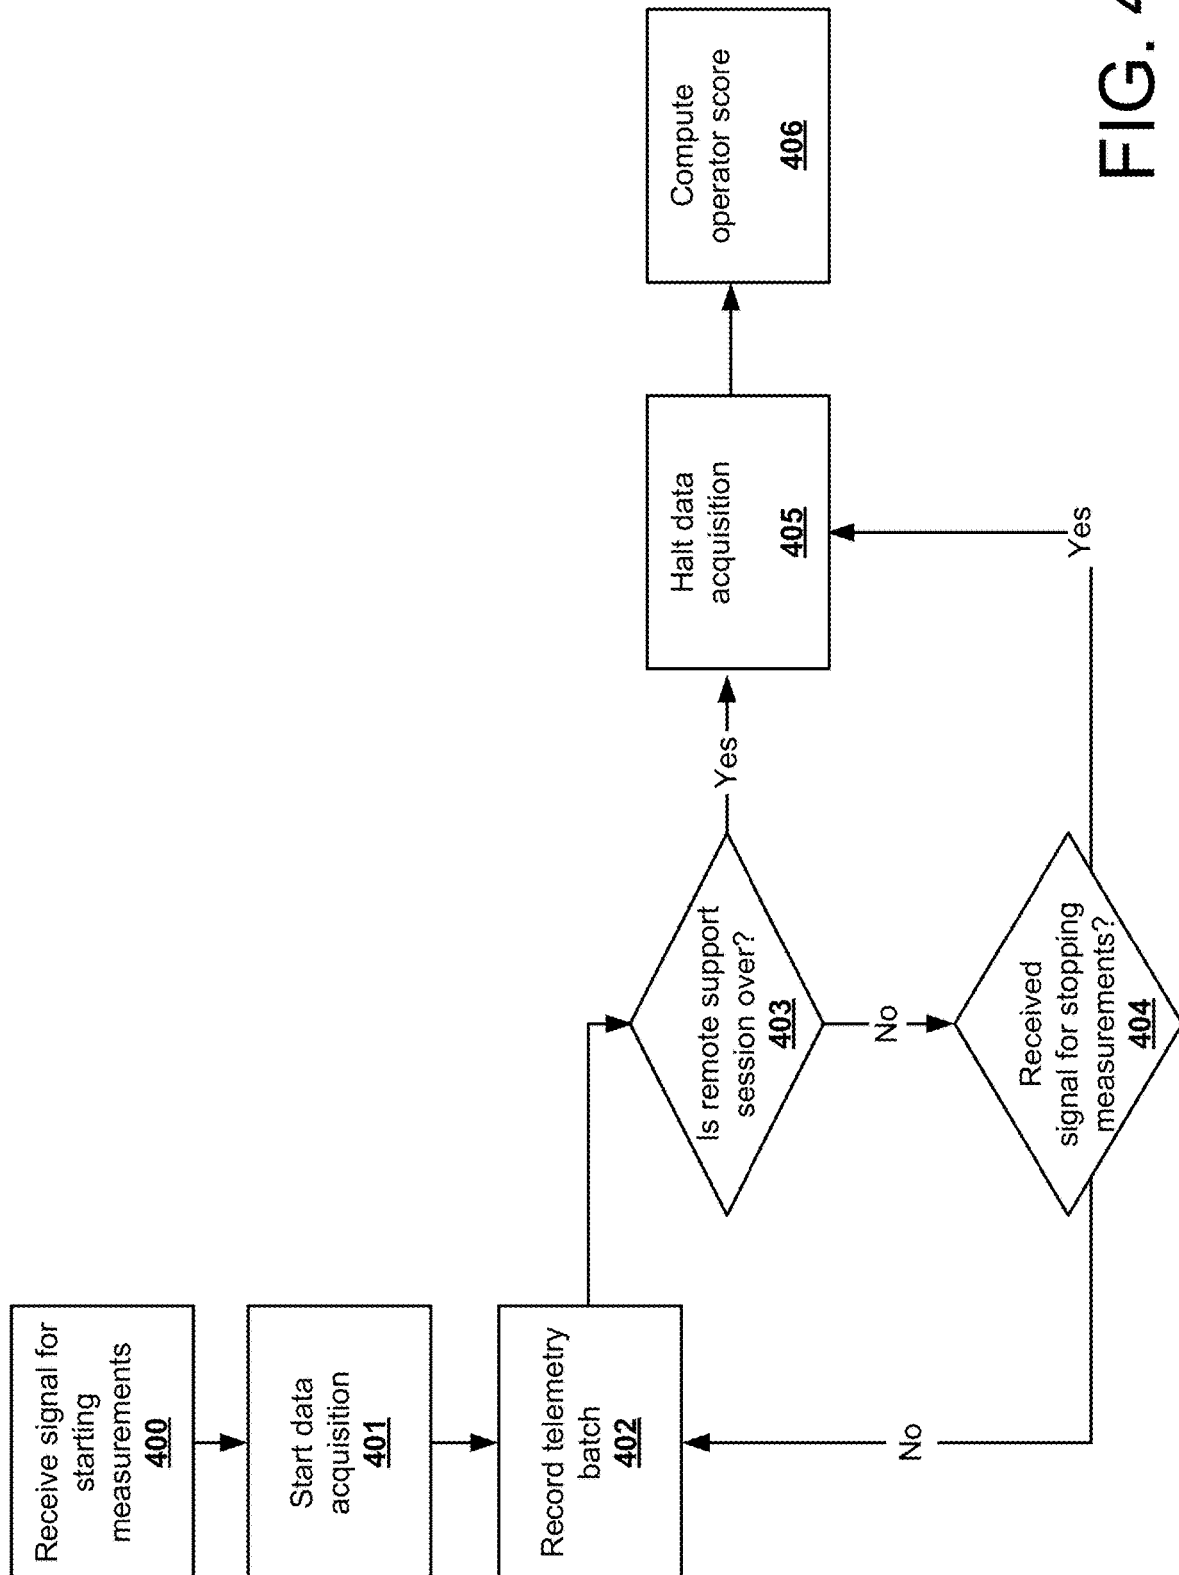 Receive signal for
starting
measurements
400
Start data
acquisition
401
Record telemetry
batch
402
Is remote support
session over?
403
Yes
No
Received
signal for stopping
measurements?
404
No
Yes
Halt data
acquisition
405
Compute
operator score
406
FIG. 4